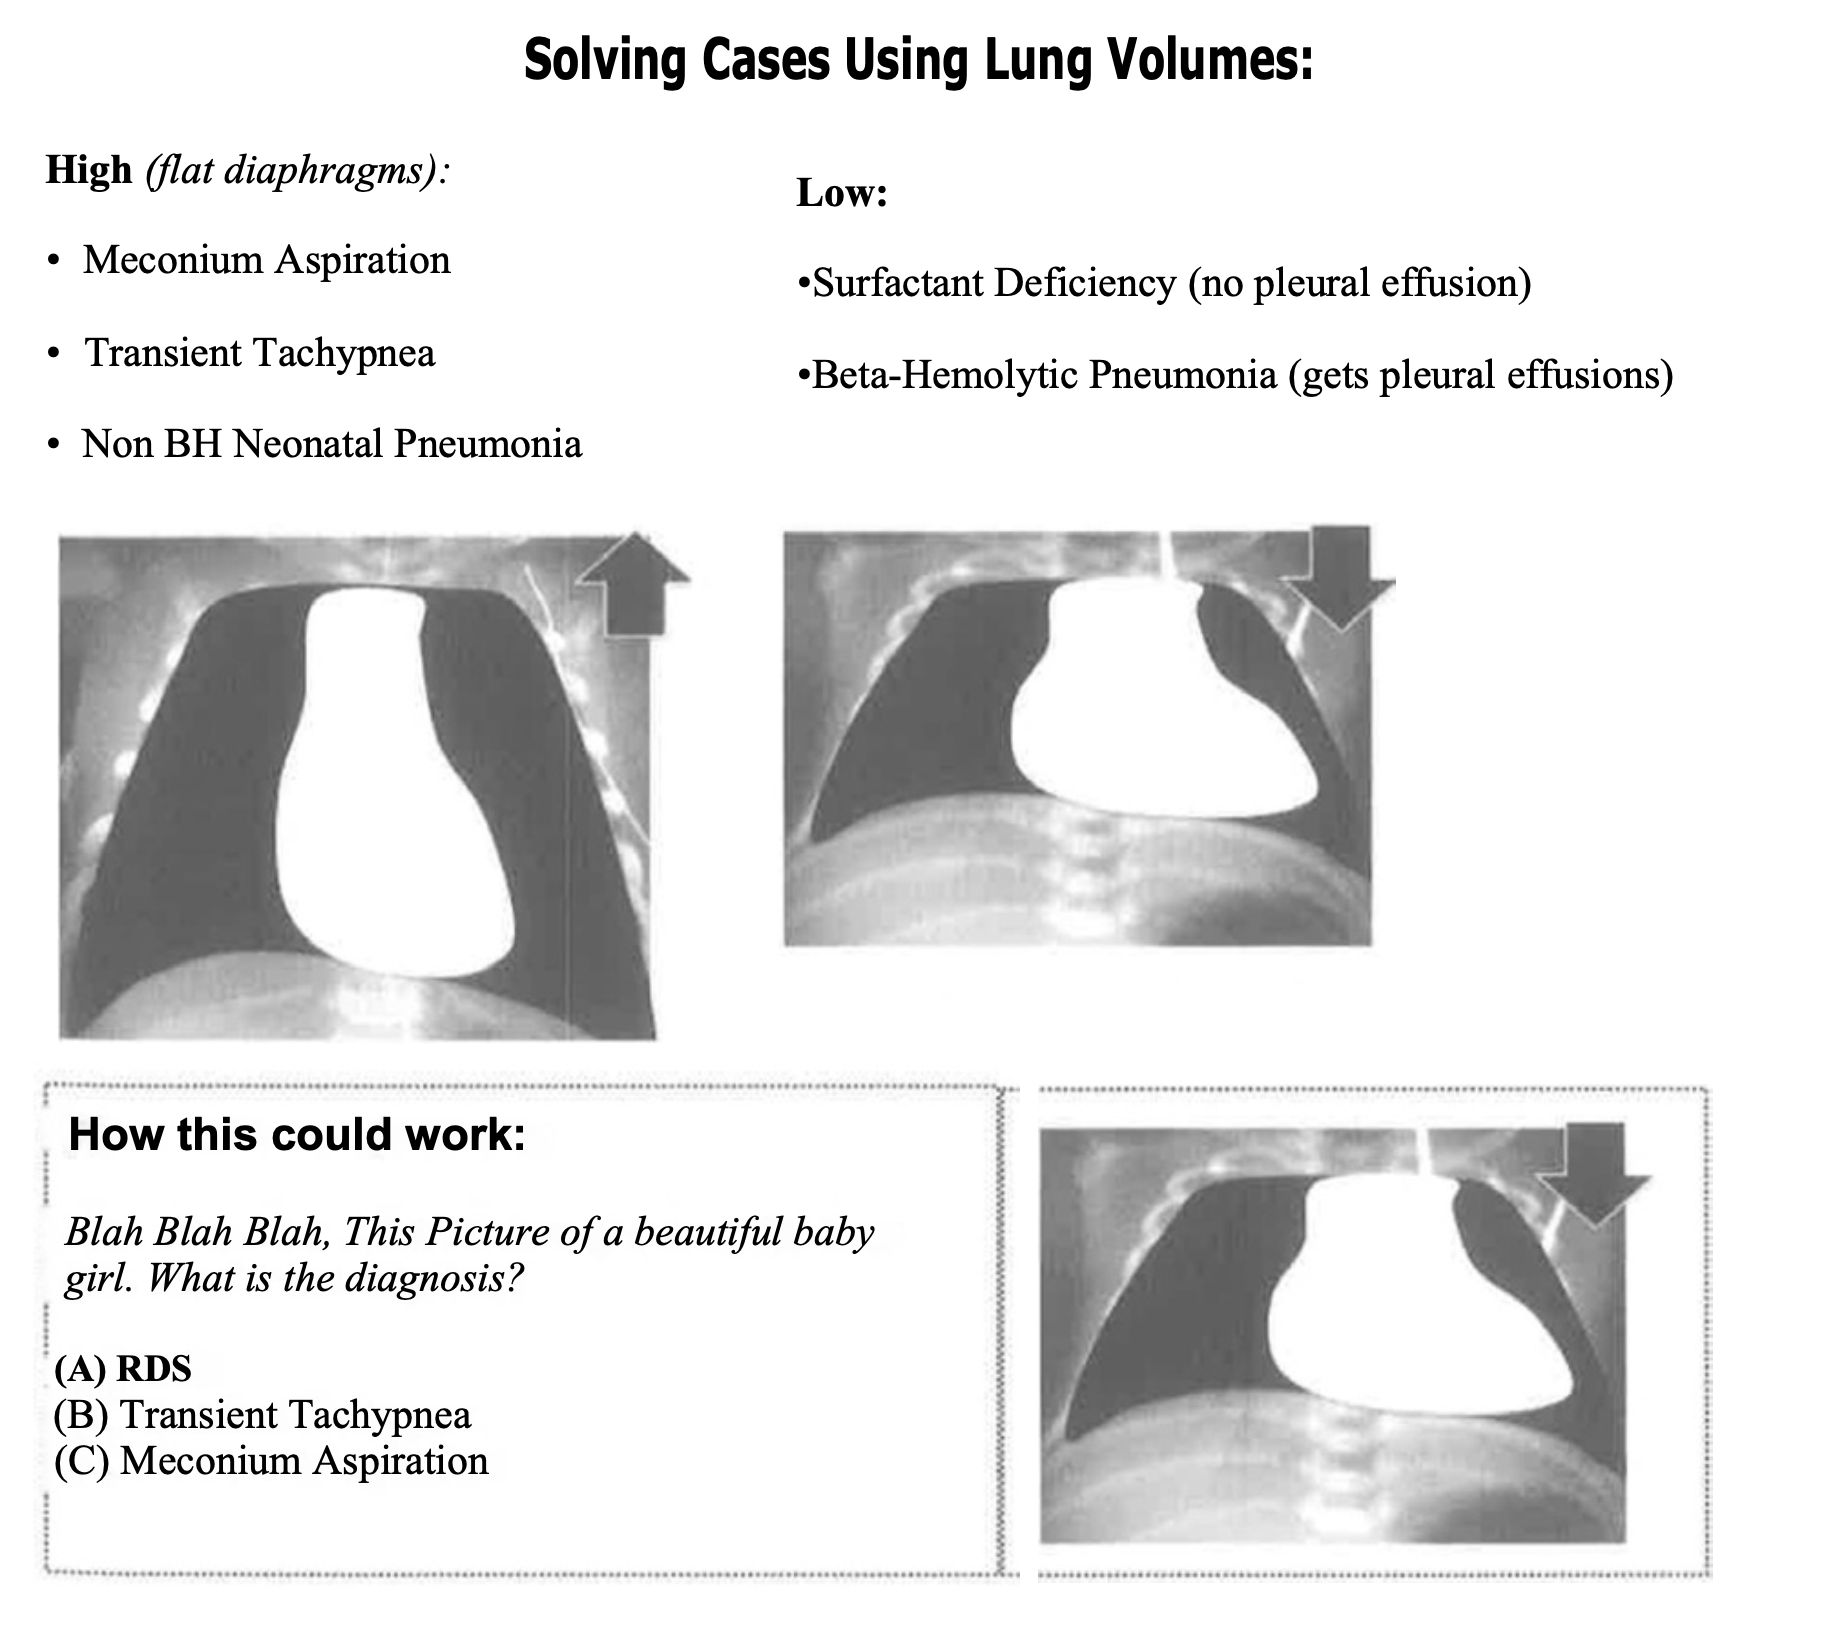 Solving Cases Using Lung Volumes:
High (flat diaphragms):
• Meconium Aspiration
• Transient Tachypnea
• Non BH Neonatal Pneumonia
Low:
•Surfactant Deficiency (no pleural effusion)
•Beta-Hemolytic Pneumonia (gets pleural effusions)
How this could work:
Blah Blah Blah, This Picture of a beautiful baby
girl. What is the diagnosis?
(A) RDS
(B) Transient Tachypnea
(C) Meconium Aspiration